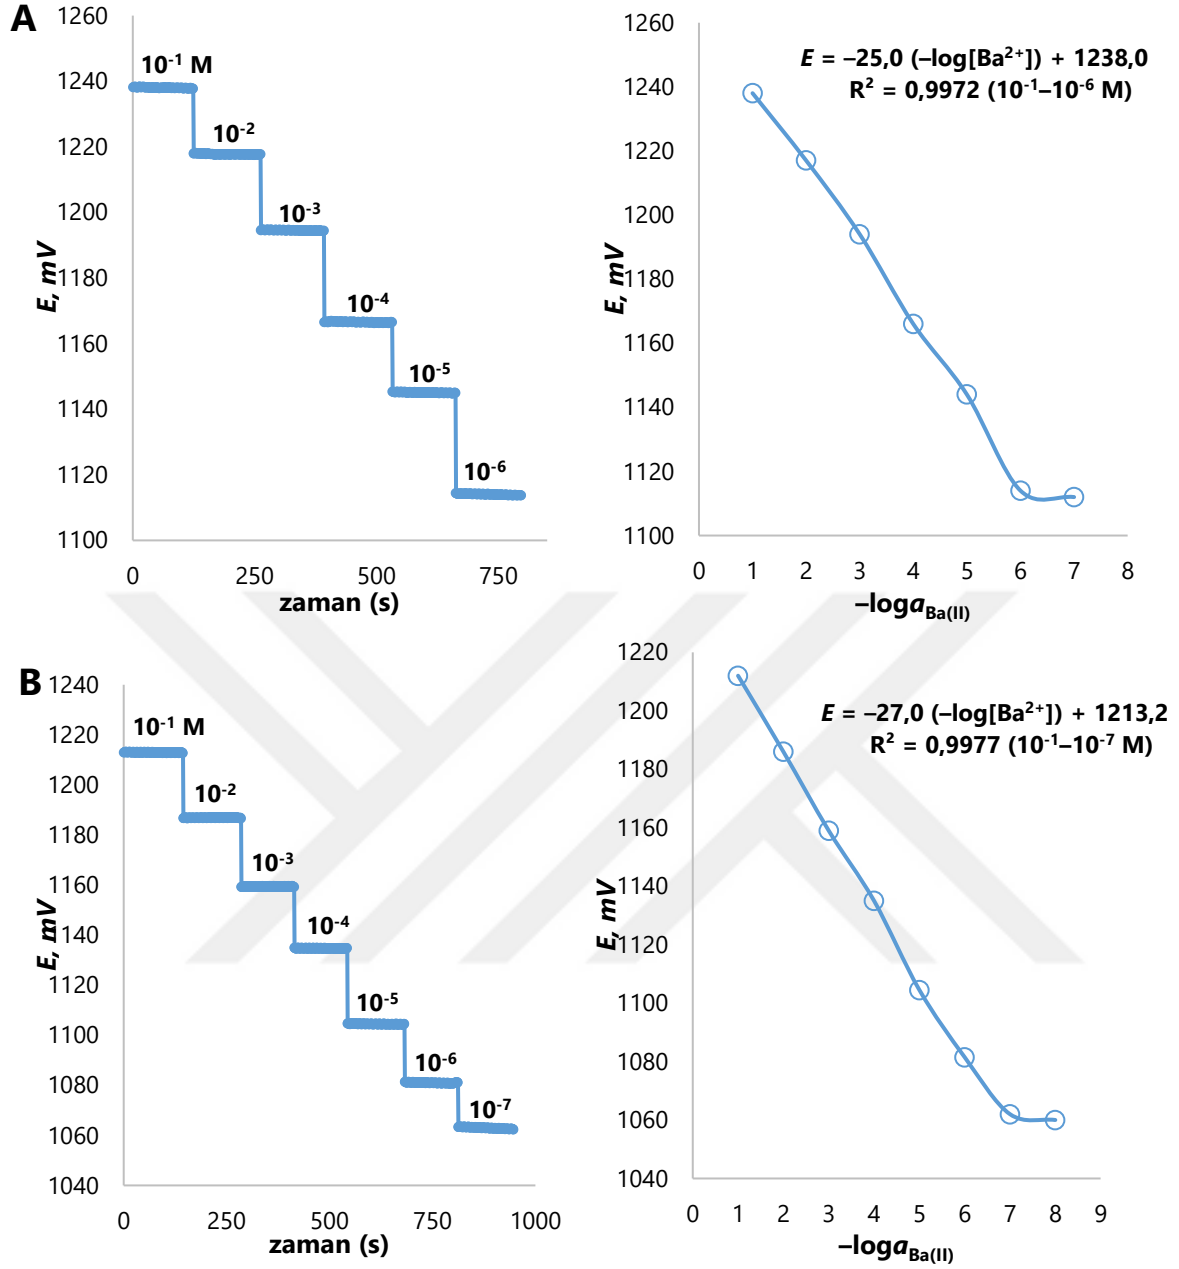 A
1260
1240
1220
1200
1180
1160
1140
1120
1100
E, mV
10⁻¹ M
10⁻²
10⁻³
10⁻⁴
10⁻⁵
10⁻⁶
0 250 500 750
zaman (s)
1260
1240
1220
1200
1180
1160
1140
1120
1100
E, mV
E = –25,0 (–log[Ba²⁺]) + 1238,0
R² = 0,9972 (10⁻¹–10⁻⁶ M)
0 1 2 3 4 5 6 7 8
–loga Ba(II)
B
1240
1220
1200
1180
1160
1140
1120
1100
1080
1060
1040
E, mV
10⁻¹ M
10⁻²
10⁻³
10⁻⁴
10⁻⁵
10⁻⁶
10⁻⁷
0 250 500 750 1000
zaman (s)
1220
1200
1180
1160
1140
1120
1100
1080
1060
1040
E, mV
E = –27,0 (–log[Ba²⁺]) + 1213,2
R² = 0,9977 (10⁻¹–10⁻⁷ M)
0 1 2 3 4 5 6 7 8 9
–loga Ba(II)